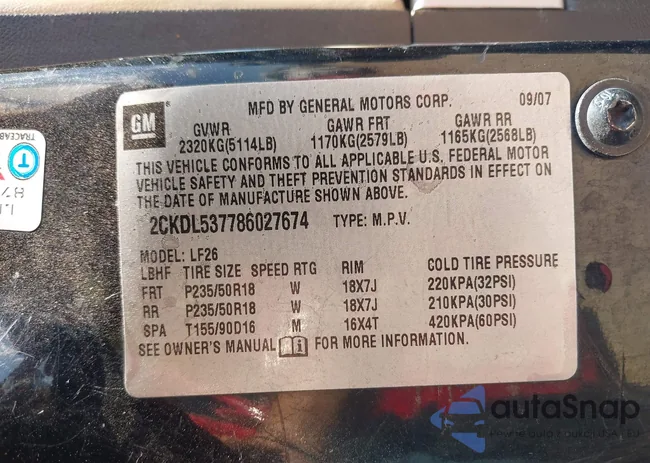 GM
MFD BY GENERAL MOTORS CORP. 09/07
GVWR GAWR FRT GAWR RR
2320KG(5114LB) 1170KG(2579LB) 1165KG(2568LB)
THIS VEHICLE CONFORMS TO ALL APPLICABLE U.S. FEDERAL MOTOR
VEHICLE SAFETY AND THEFT PREVENTION STANDARDS IN EFFECT ON
THE DATE OF MANUFACTURE SHOWN ABOVE.
2CKDL537786027674 TYPE: M.P.V.
MODEL: LF26
LBHF TIRE SIZE SPEED RTG RIM COLD TIRE PRESSURE
FRT P235/50R18 W 18X7J 220KPA(32PSI)
RR P235/50R18 W 18X7J 210KPA(30PSI)
SPA T155/90D16 M 16X4T 420KPA(60PSI)
SEE OWNER'S MANUAL FOR MORE INFORMATION.
autaSnap